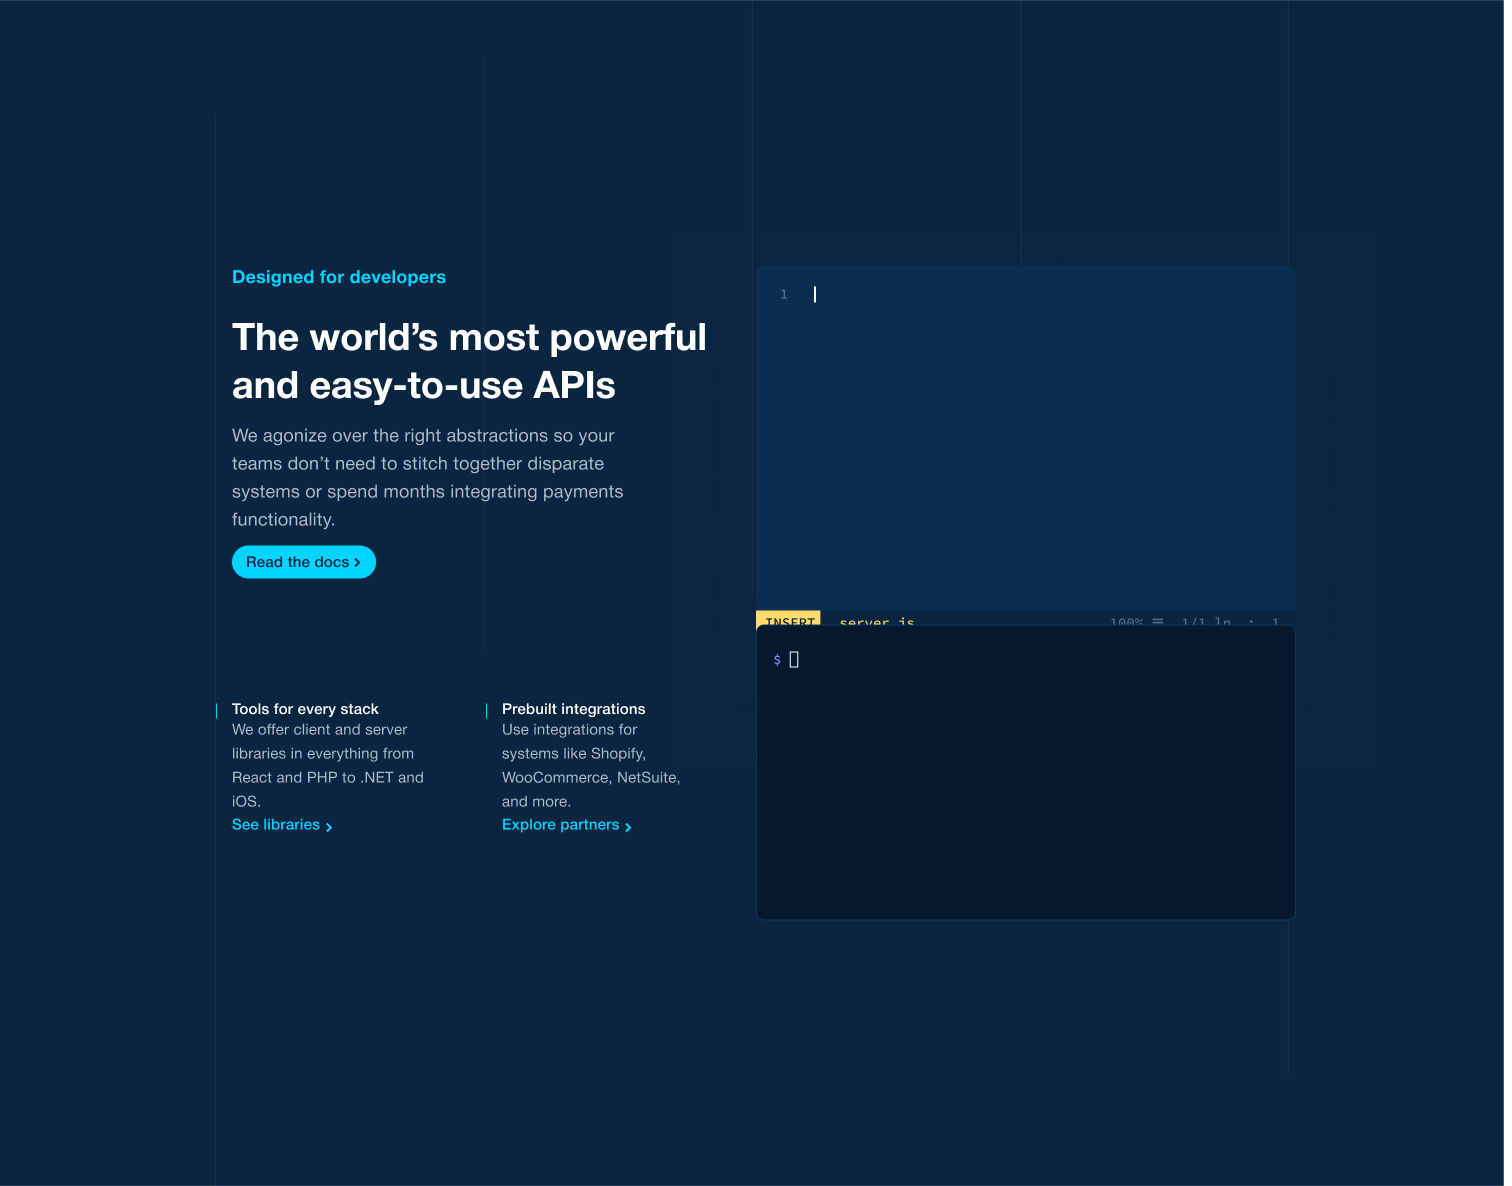 Designed for developers
The world’s most powerful
and easy-to-use APIs
We agonize over the right abstractions so your
teams don’t need to stitch together disparate
systems or spend months integrating payments
functionality.
Read the docs
Tools for every stack
We offer client and server
libraries in everything from
React and PHP to .NET and
iOS.
See libraries
Prebuilt integrations
Use integrations for
systems like Shopify,
WooCommerce, NetSuite,
and more.
Explore partners
1
INSERT server.js 100% ☰ 1/1 ln : 1
$